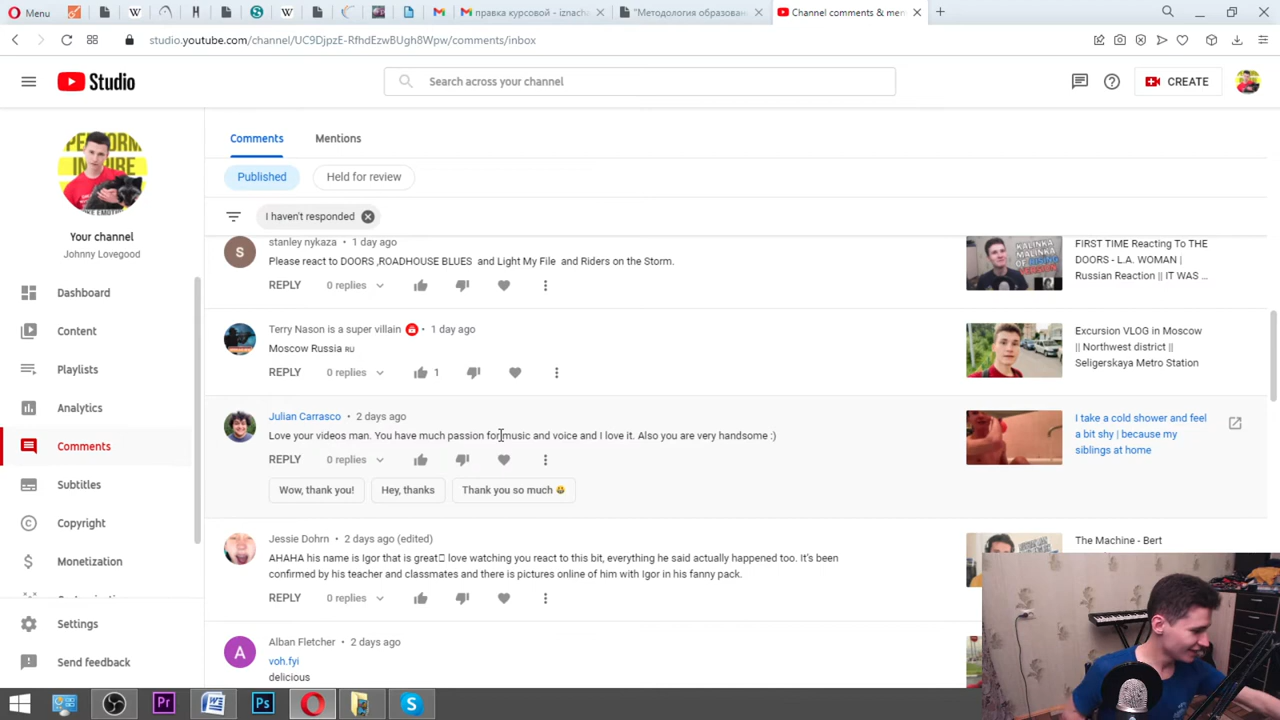 Menu
правка курсовой - iznacha
"Методология образован
Channel comments & men
studio.youtube.com/channel/UC9DjpzE-RfhdEzwBUgh8Wpw/comments/inbox
Studio
Search across your channel
CREATE
PERFORM
INSPIRE
Your channel
Johnny Lovegood
Dashboard
Content
Playlists
Analytics
Comments
Subtitles
Copyright
Monetization
Settings
Send feedback
Comments
Mentions
Published
Held for review
I haven't responded
stanley nykaza • 1 day ago
S
Please react to DOORS ,ROADHOUSE BLUES and Light My File and Riders on the Storm.
REPLY
0 replies
KALINKA
MALINKA
VERSION
FIRST TIME Reacting To THE
DOORS - L.A. WOMAN |
Russian Reaction || IT WAS ...
Terry Nason is a super villain • 1 day ago
Moscow Russia RU
REPLY
0 replies
1
Excursion VLOG in Moscow
|| Northwest district ||
Seligerskaya Metro Station
Julian Carrasco • 2 days ago
Love your videos man. You have much passion for music and voice and I love it. Also you are very handsome :)
REPLY
0 replies
Wow, thank you!
Hey, thanks
Thank you so much 😀
I take a cold shower and feel
a bit shy | because my
siblings at home
Jessie Dohrn • 2 days ago (edited)
AHAHA his name is Igor that is great love watching you react to this bit, everything he said actually happened too. It's been
confirmed by his teacher and classmates and there is pictures online of him with Igor in his fanny pack.
REPLY
0 replies
The Machine - Bert
Alban Fletcher • 2 days ago
A
voh.fyi
delicious
Pr
Ps